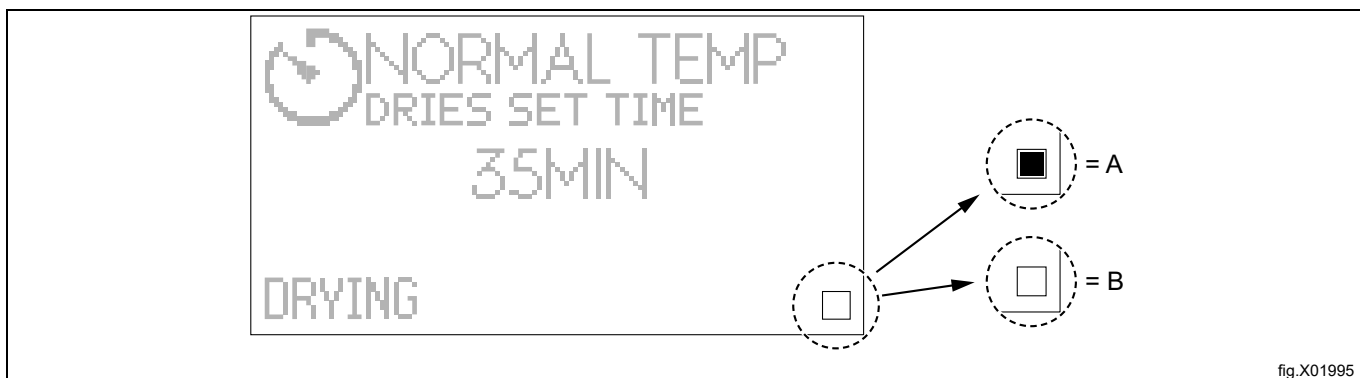 NORMAL TEMP
DRIES SET TIME
35MIN
DRYING
= A
= B
fig.X01995